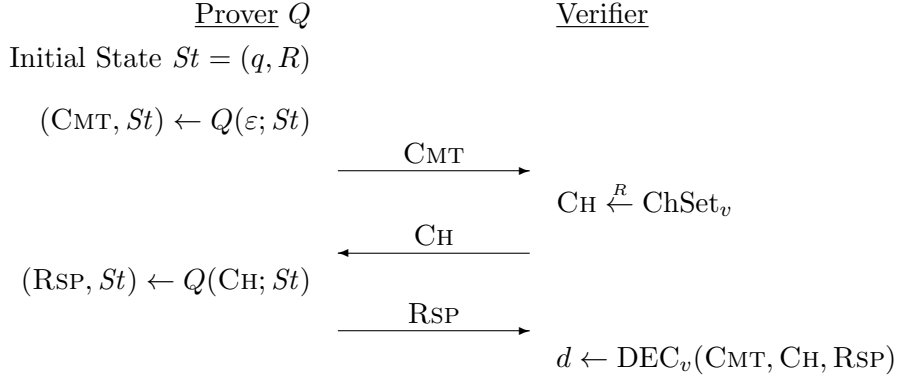 Prover Q Verifier
Initial State St = (q, R)
(CMT, St) ← Q(ε; St)
CMT
CH ←R ChSet_v
CH
(RSP, St) ← Q(CH; St)
RSP
d ← DEC_v(CMT, CH, RSP)